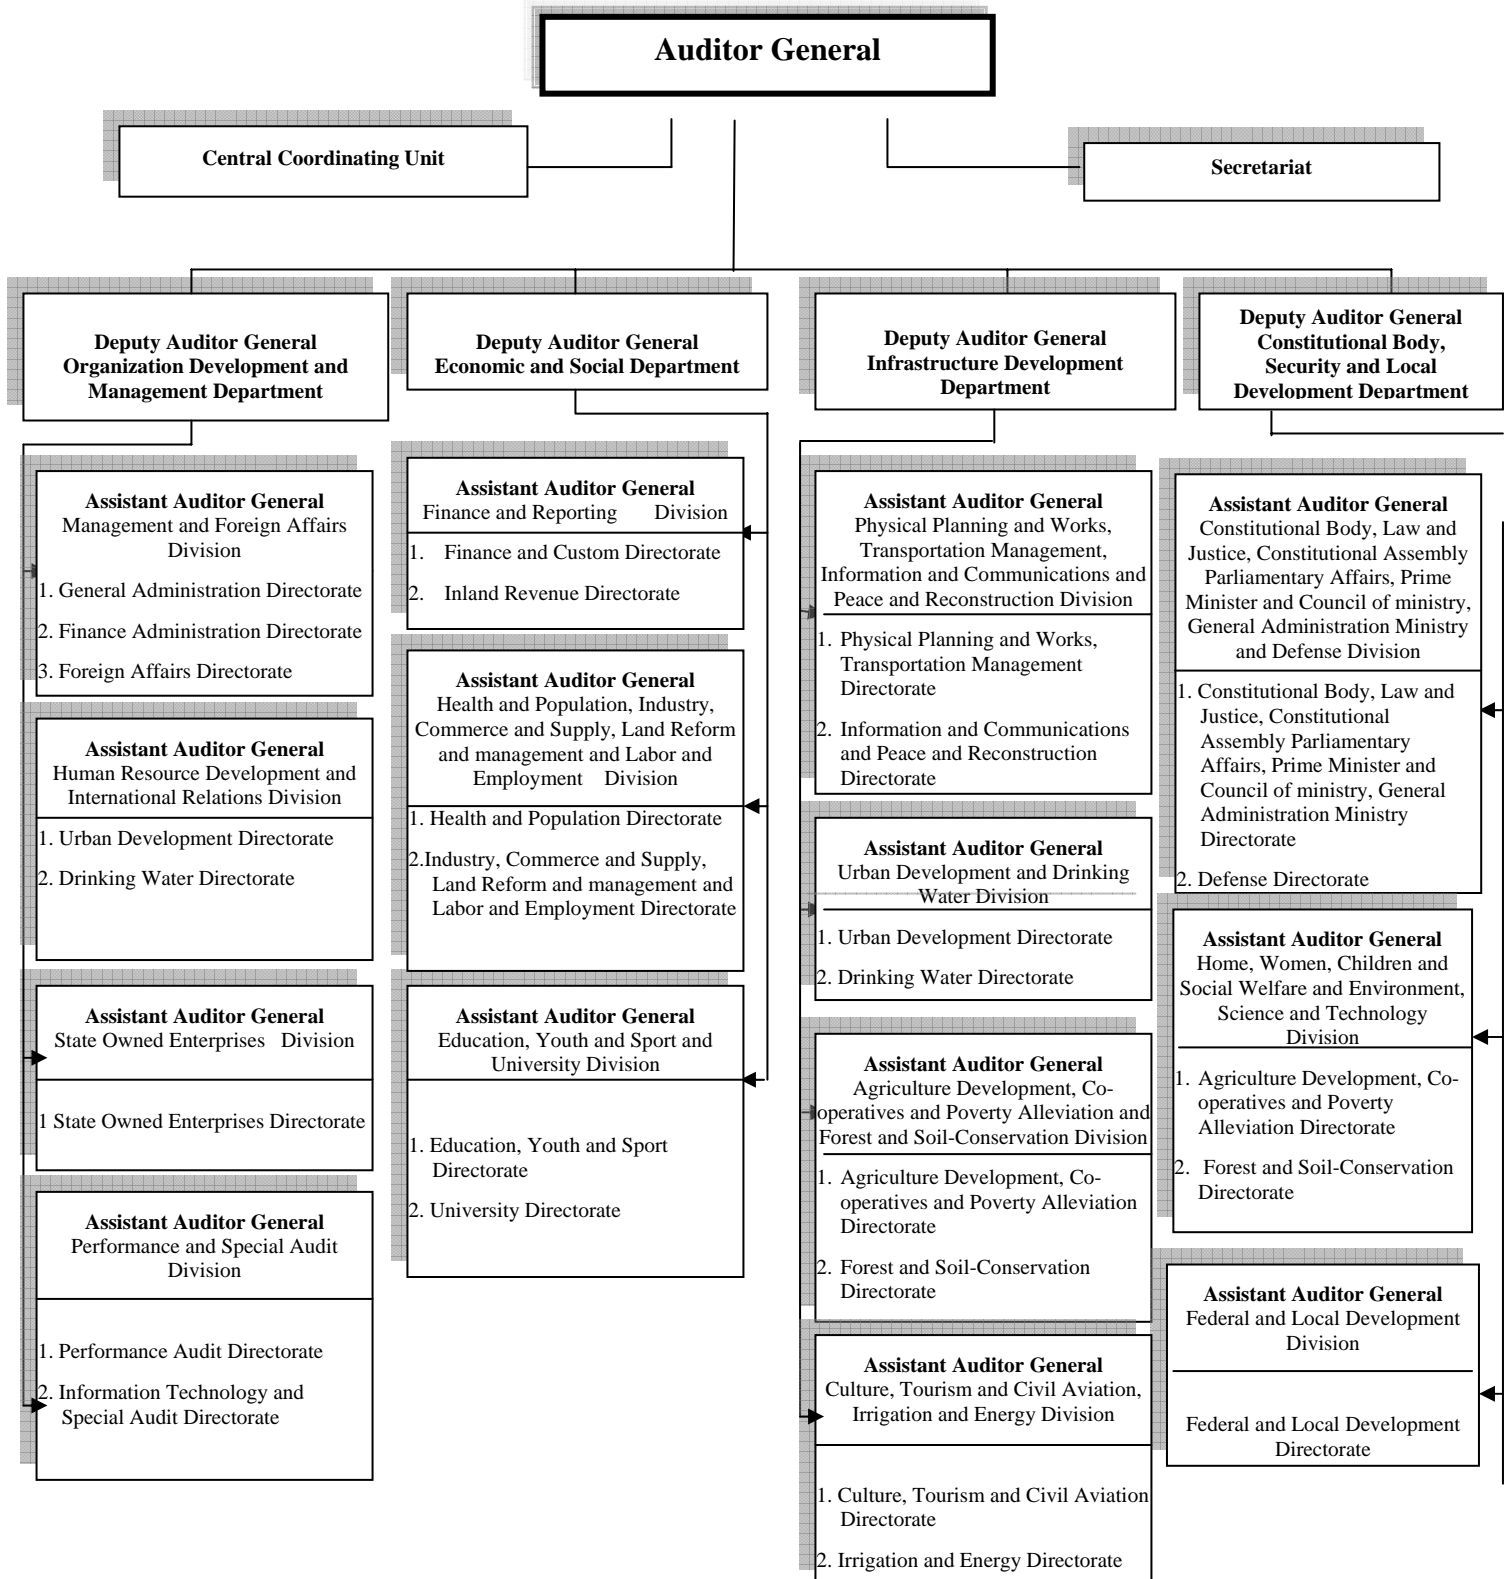 Auditor General
Central Coordinating Unit
Secretariat
Deputy Auditor General
Organization Development and
Management Department
Deputy Auditor General
Economic and Social Department
Deputy Auditor General
Infrastructure Development
Department
Deputy Auditor General
Constitutional Body,
Security and Local
Development Department
Assistant Auditor General
Management and Foreign Affairs
Division
1. General Administration Directorate
2. Finance Administration Directorate
3. Foreign Affairs Directorate
Assistant Auditor General
Human Resource Development and
International Relations Division
1. Urban Development Directorate
2. Drinking Water Directorate
Assistant Auditor General
State Owned Enterprises Division
1 State Owned Enterprises Directorate
Assistant Auditor General
Performance and Special Audit
Division
1. Performance Audit Directorate
2. Information Technology and
Special Audit Directorate
Assistant Auditor General
Finance and Reporting Division
1. Finance and Custom Directorate
2. Inland Revenue Directorate
Assistant Auditor General
Health and Population, Industry,
Commerce and Supply, Land Reform
and management and Labor and
Employment Division
1. Health and Population Directorate
2.Industry, Commerce and Supply,
Land Reform and management and
Labor and Employment Directorate
Assistant Auditor General
Education, Youth and Sport and
University Division
1. Education, Youth and Sport
Directorate
2. University Directorate
Assistant Auditor General
Physical Planning and Works,
Transportation Management,
Information and Communications and
Peace and Reconstruction Division
1. Physical Planning and Works,
Transportation Management
Directorate
2. Information and Communications
and Peace and Reconstruction
Directorate
Assistant Auditor General
Urban Development and Drinking
Water Division
1. Urban Development Directorate
2. Drinking Water Directorate
Assistant Auditor General
Agriculture Development, Co-
operatives and Poverty Alleviation and
Forest and Soil-Conservation Division
1. Agriculture Development, Co-
operatives and Poverty Alleviation
Directorate
2. Forest and Soil-Conservation
Directorate
Assistant Auditor General
Culture, Tourism and Civil Aviation,
Irrigation and Energy Division
1. Culture, Tourism and Civil Aviation
Directorate
2. Irrigation and Energy Directorate
Assistant Auditor General
Constitutional Body, Law and
Justice, Constitutional Assembly
Parliamentary Affairs, Prime
Minister and Council of ministry,
General Administration Ministry
and Defense Division
1. Constitutional Body, Law and
Justice, Constitutional
Assembly Parliamentary
Affairs, Prime Minister and
Council of ministry, General
Administration Ministry
Directorate
2. Defense Directorate
Assistant Auditor General
Home, Women, Children and
Social Welfare and Environment,
Science and Technology
Division
1. Agriculture Development, Co-
operatives and Poverty
Alleviation Directorate
2. Forest and Soil-Conservation
Directorate
Assistant Auditor General
Federal and Local Development
Division
Federal and Local Development
Directorate